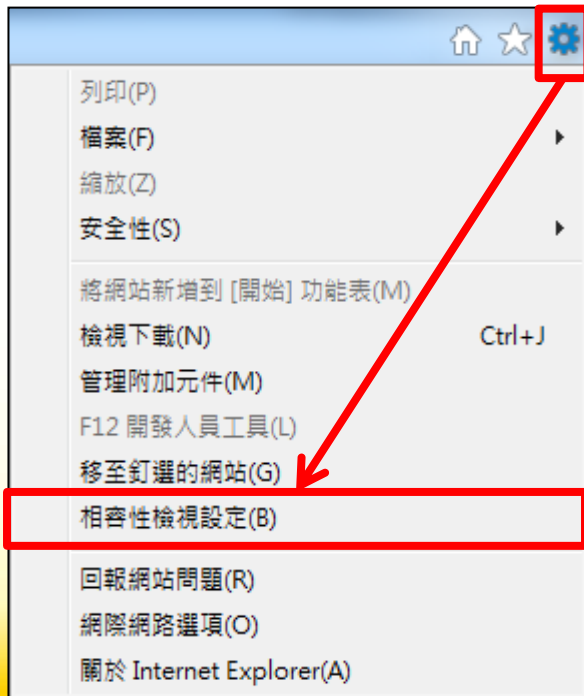 列印(P)
檔案(F)
縮放(Z)
安全性(S)
將網站新增到 [開始] 功能表(M)
檢視下載(N) Ctrl+J
管理附加元件(M)
F12 開發人員工具(L)
移至釘選的網站(G)
相容性檢視設定(B)
回報網站問題(R)
網際網路選項(O)
關於 Internet Explorer(A)